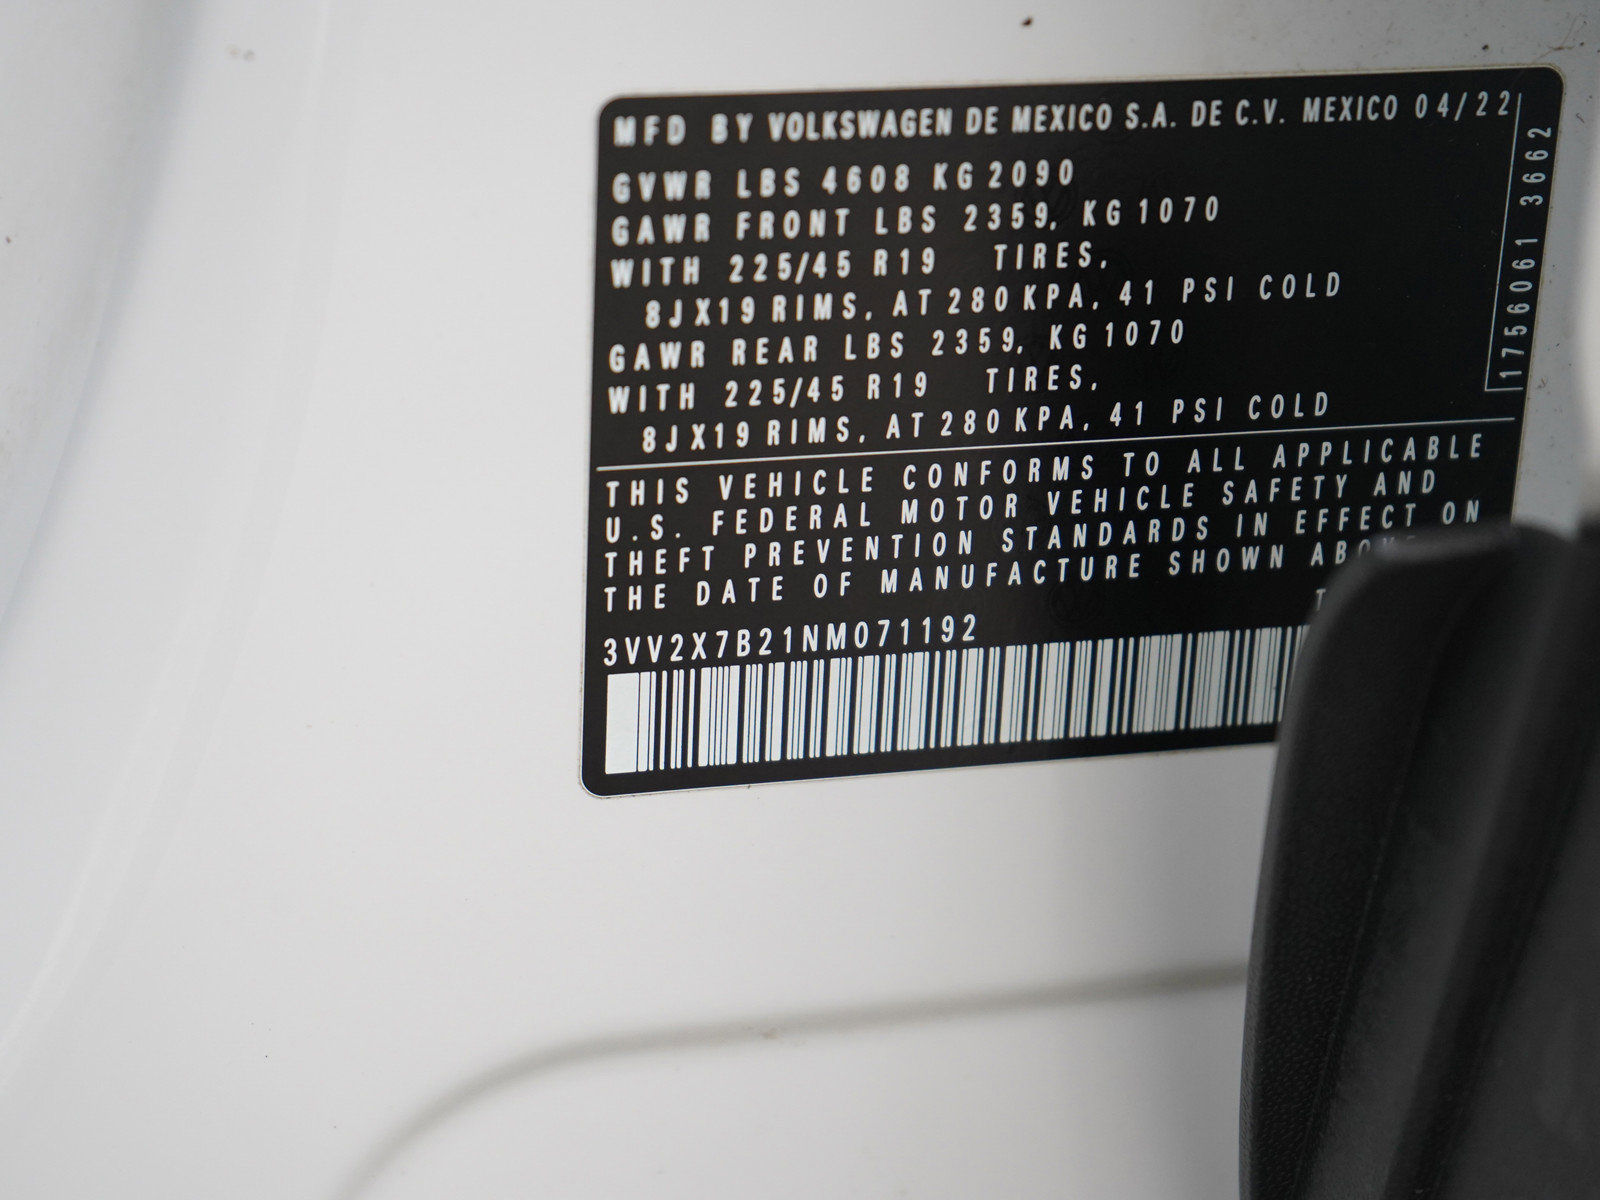 MFD BY VOLKSWAGEN DE MEXICO S.A. DE C.V. MEXICO 04/22
GVWR LBS 4608 KG 2090
GAWR FRONT LBS 2359, KG 1070
WITH 225/45 R19 TIRES,
8JX19 RIMS, AT 280 KPA, 41 PSI COLD
GAWR REAR LBS 2359, KG 1070
WITH 225/45 R19 TIRES,
8JX19 RIMS, AT 280 KPA, 41 PSI COLD
1756061 3662
THIS VEHICLE CONFORMS TO ALL APPLICABLE
U.S. FEDERAL MOTOR VEHICLE SAFETY AND
THEFT PREVENTION STANDARDS IN EFFECT ON
THE DATE OF MANUFACTURE SHOWN
3VV2X7B21NM071192